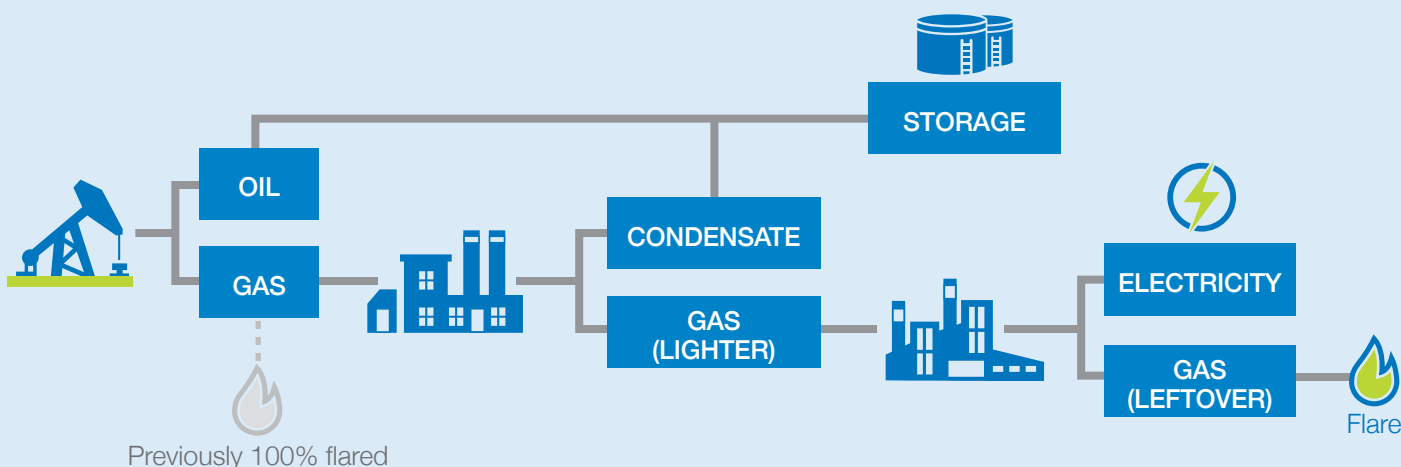 STORAGE
OIL
GAS
Previously 100% flared
CONDENSATE
GAS
(LIGHTER)
ELECTRICITY
GAS
(LEFTOVER)
Flare